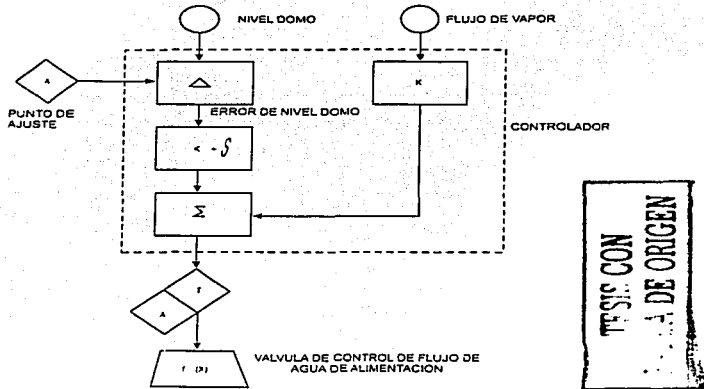 NIVEL DOMO
FLUJO DE VAPOR
A
PUNTO DE
AJUSTE
Δ
K
ERROR DE NIVEL DOMO
CONTROLADOR
< - ∫
Σ
T
A
f (X)
VALVULA DE CONTROL DE FLUJO DE
AGUA DE ALIMENTACION
TESIS CON
DE ORIGEN